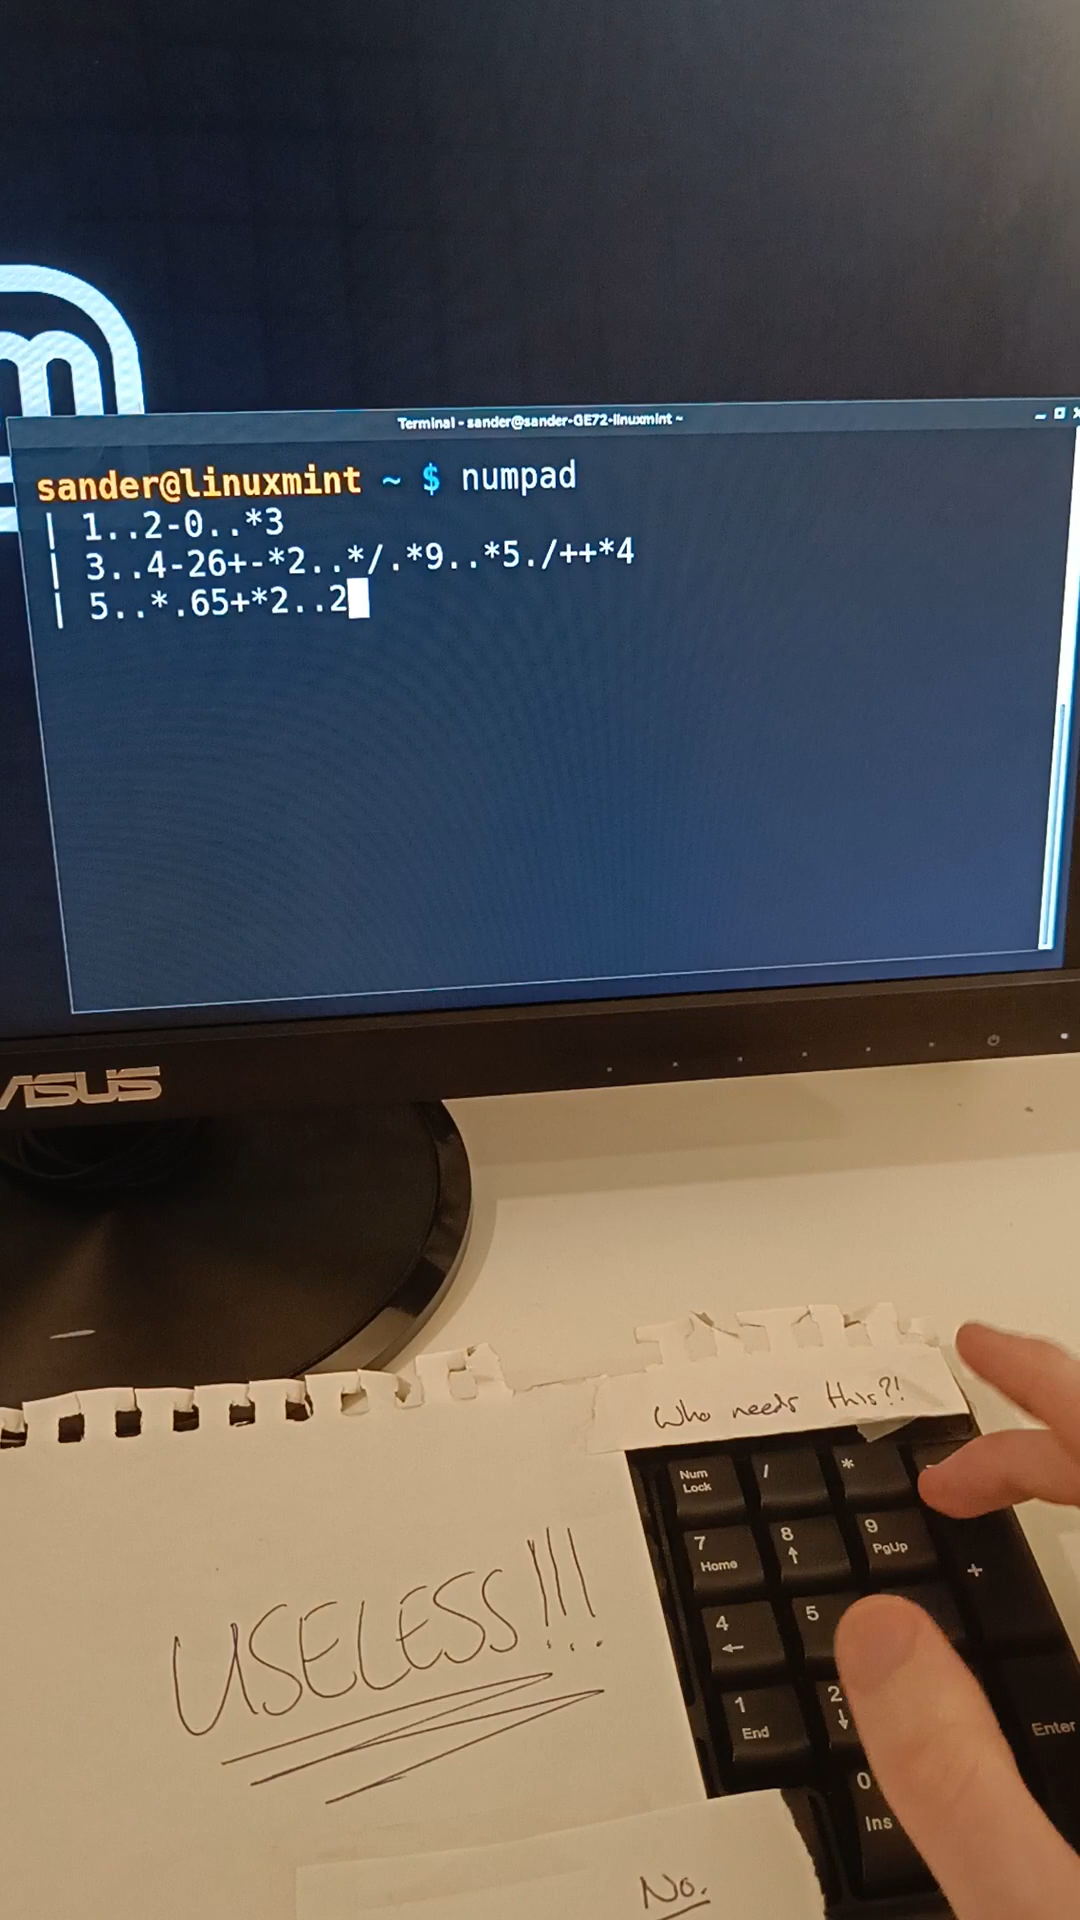 m
Terminal - sander@sander-GE72-linuxmint ~
sander@linuxmint ~ $ numpad
| 1..2-0..*3
| 3..4-26+-*2..*/.*9..*5./++*4
| 5..*.65+*2..2
ASUS
Who needs this?!
USELESS!!!
Num Lock / *
7 Home 8 ↑ 9 PgUp +
4 ← 5
1 End 2 ↓ Enter
0 Ins
No.